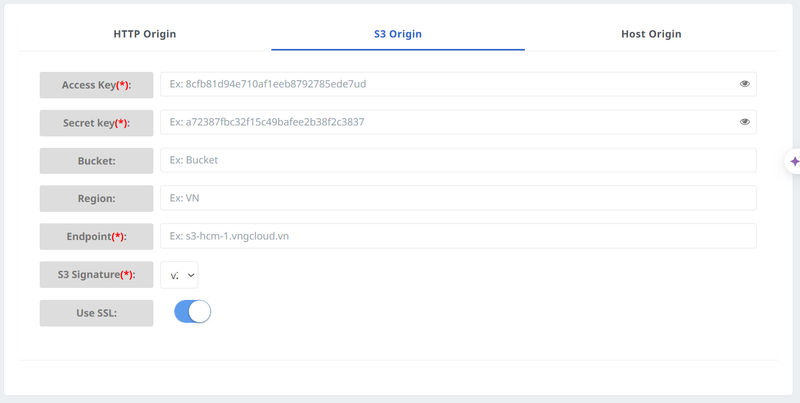 HTTP Origin S3 Origin Host Origin
Access Key(*): Ex: 8cfb81d94e710af1eeb8792785ede7ud
Secret key(*): Ex: a72387fbc32f15c49bafee2b38f2c3837
Bucket: Ex: Bucket
Region: Ex: VN
Endpoint(*): Ex: s3-hcm-1.vngcloud.vn
S3 Signature(*):
Use SSL: